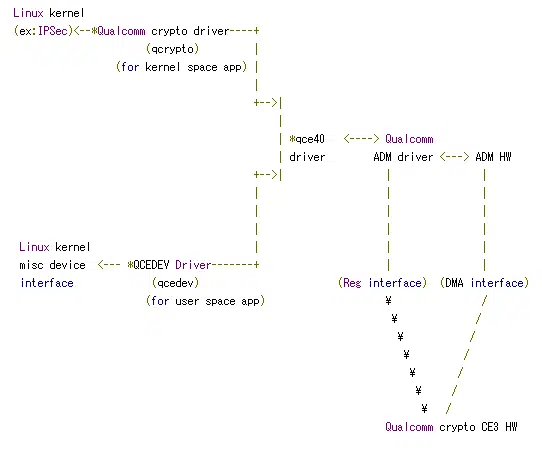 Linux kernel
(ex:IPSec)<--*Qualcomm crypto driver----+
(qcrypto) |
(for kernel space app) |
|
+-->|
|
| *qce40 <----> Qualcomm
| driver ADM driver <---> ADM HW
+-->| | |
| | |
| | |
| | |
Linux kernel | | |
misc device <--- *QCEDEV Driver-------+ | |
interface (qcedev) (Reg interface) (DMA interface)
(for user space app) ¥ /
¥ /
¥ /
¥ /
¥ /
¥ /
¥ /
Qualcomm crypto CE3 HW